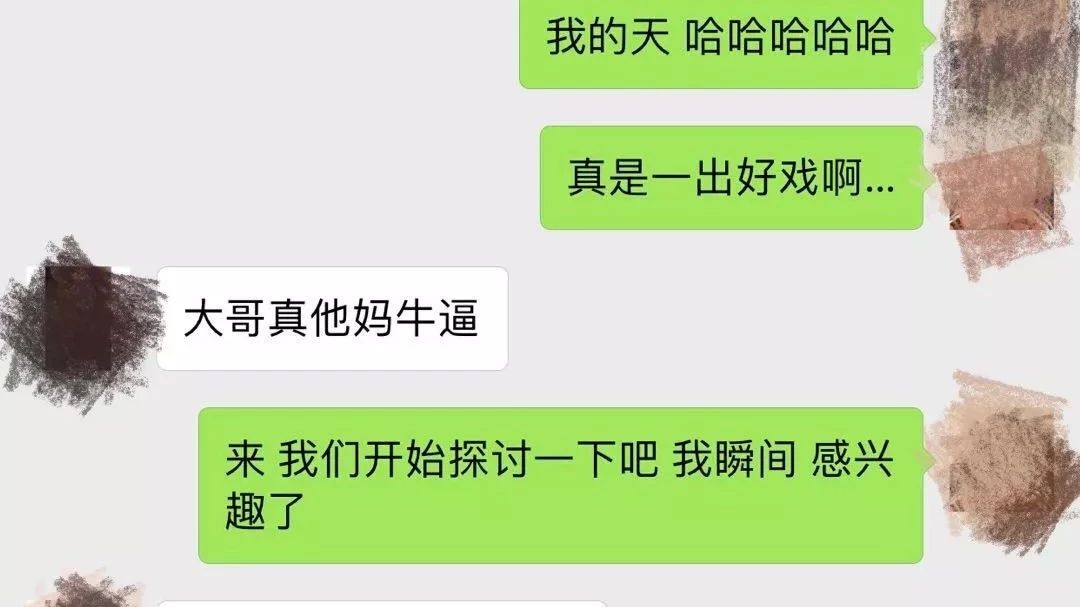 我的天 哈哈哈哈哈
真是一出好戏啊...
大哥真他妈牛逼
来 我们开始探讨一下吧 我瞬间 感兴
趣了